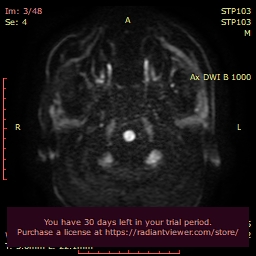 Im: 3/48
Se: 4
A
STP103
STP103
M
Ax DWI B 1000
R
L
You have 30 days left in your trial period.
Purchase a license at https://radiantviewer.com/store/